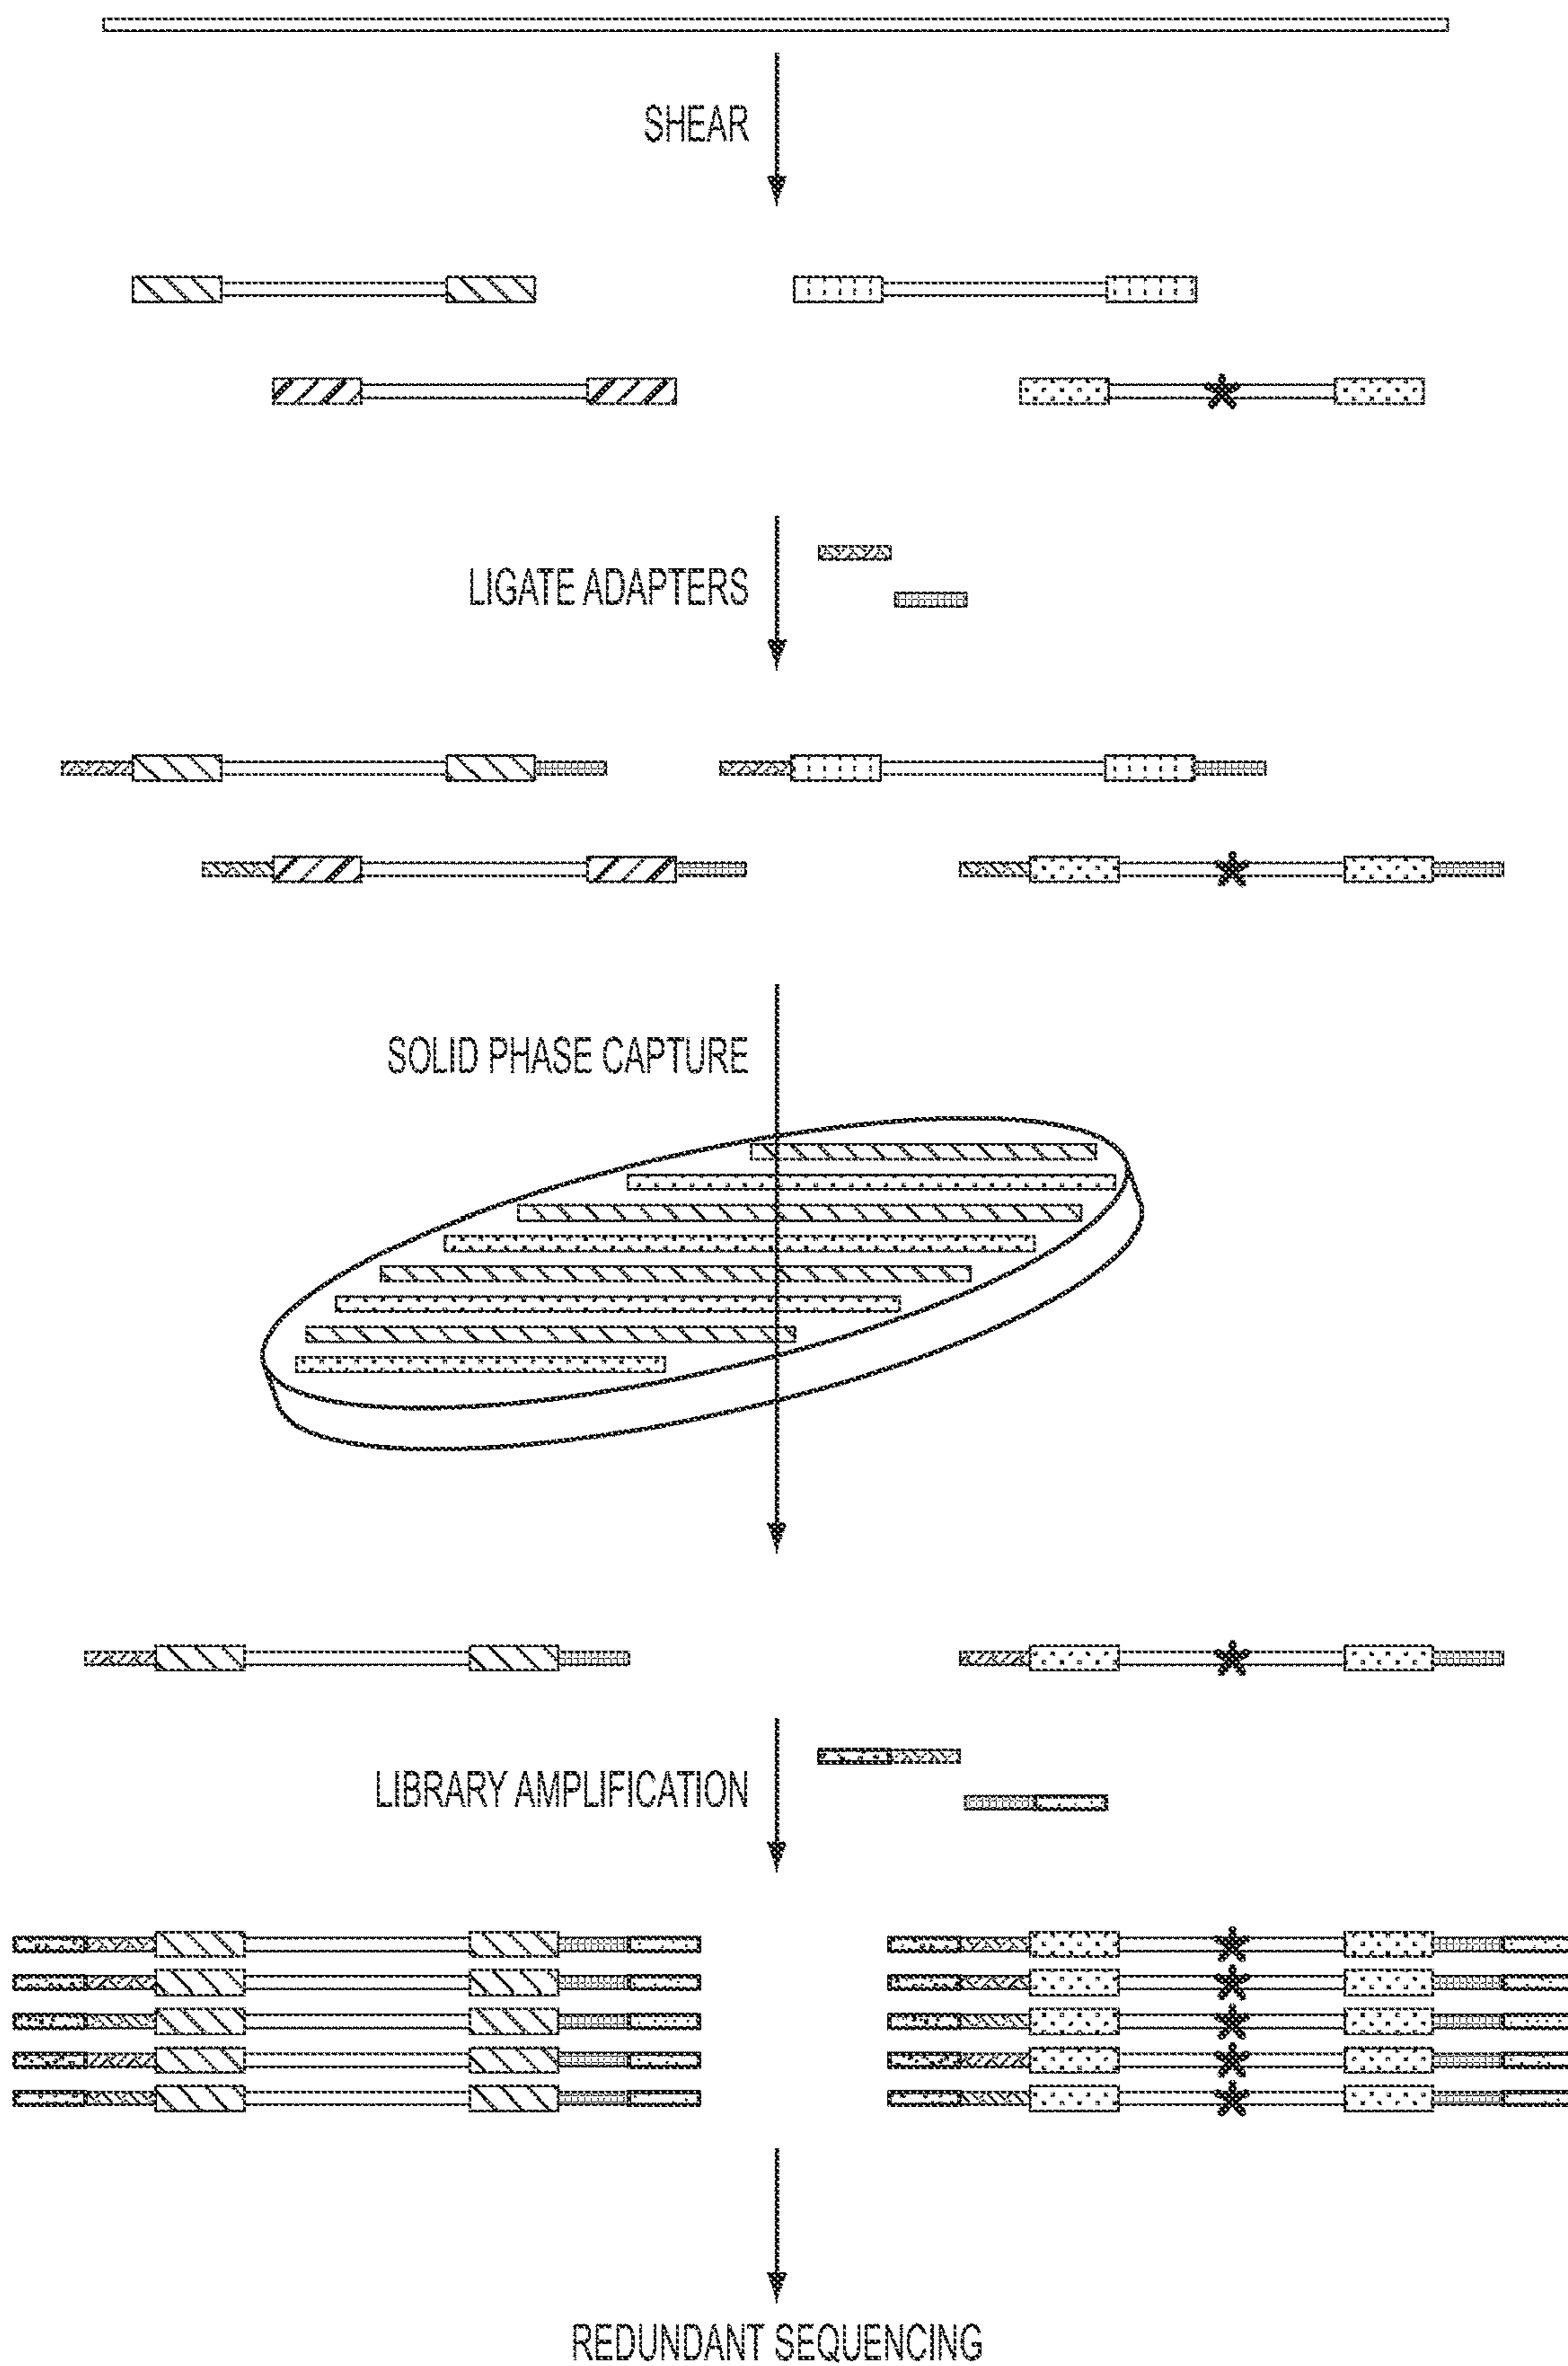 SHEAR
LIGATE ADAPTERS
SOLID PHASE CAPTURE
LIBRARY AMPLIFICATION
REDUNDANT SEQUENCING